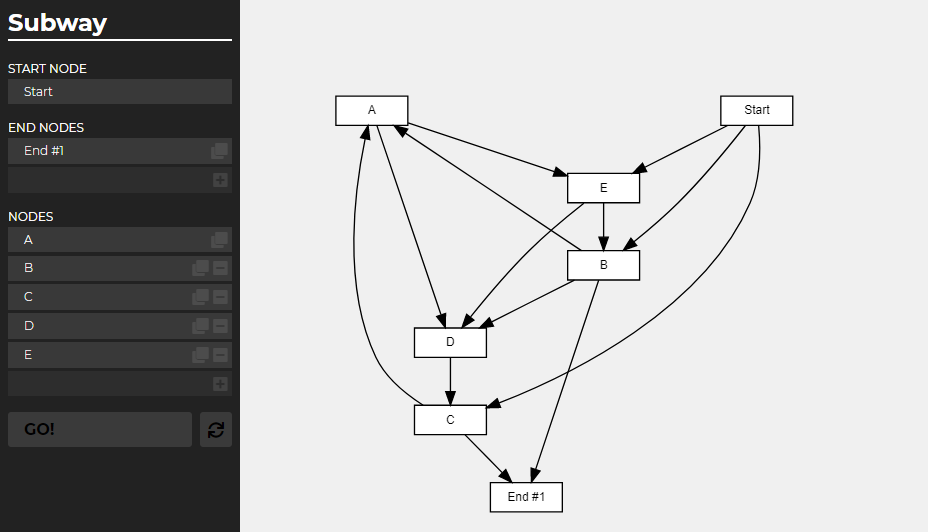 Subway
START NODE
Start
END NODES
End #1
NODES
A
B
C
D
E
GO!
A
Start
E
B
D
C
End #1